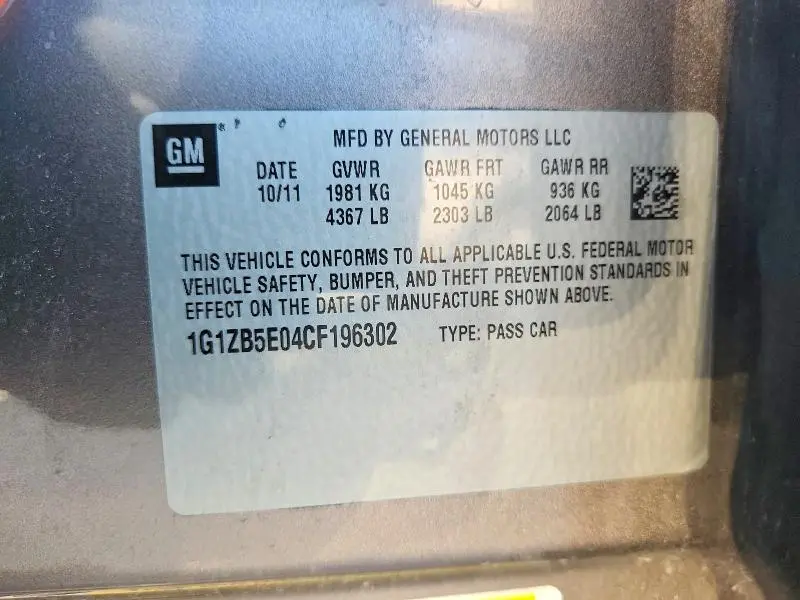 GM
MFD BY GENERAL MOTORS LLC
DATE GVWR GAWR FRT GAWR RR
10/11 1981 KG 1045 KG 936 KG
4367 LB 2303 LB 2064 LB
THIS VEHICLE CONFORMS TO ALL APPLICABLE U.S. FEDERAL MOTOR
VEHICLE SAFETY, BUMPER, AND THEFT PREVENTION STANDARDS IN
EFFECT ON THE DATE OF MANUFACTURE SHOWN ABOVE.
1G1ZB5E04CF196302 TYPE: PASS CAR